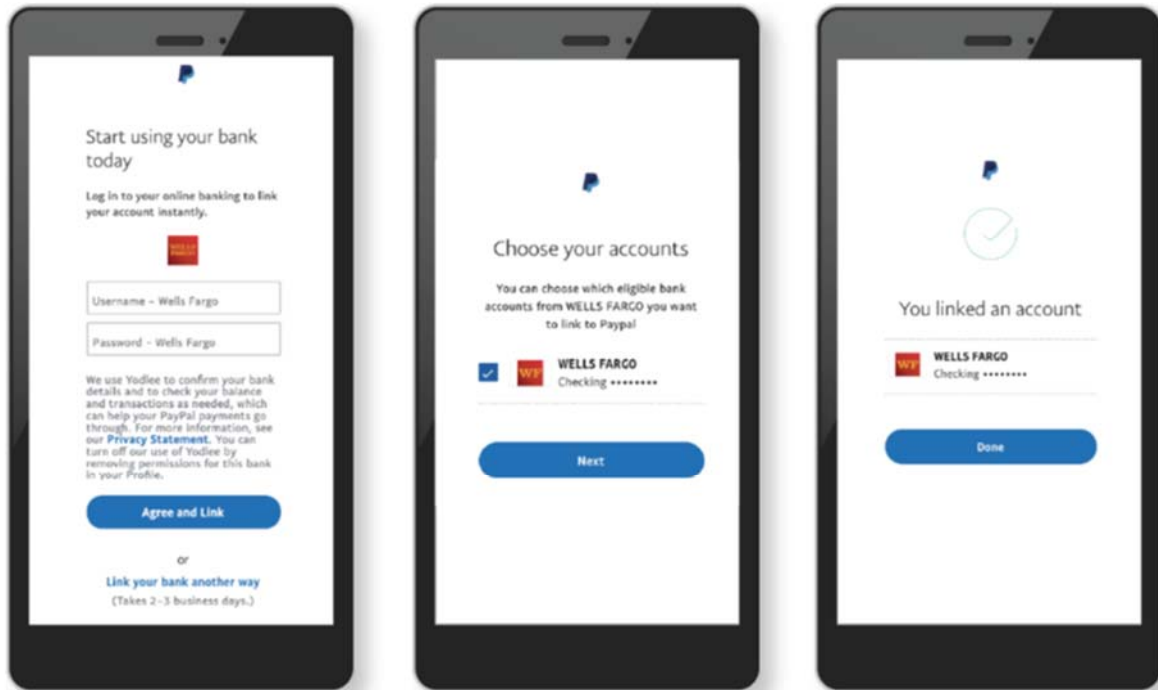 Start using your bank
today
Log in to your online banking to link
your account instantly.
WELLS
FARGO
Username – Wells Fargo
Password – Wells Fargo
We use Yodlee to confirm your bank
details and to check your balance
and transactions as needed, which
can help your PayPal payments go
through. For more information, see
our Privacy Statement. You can
turn off our use of Yodlee by
removing permissions for this bank
in your Profile.
Agree and Link
or
Link your bank another way
(Takes 2–3 business days.)
Choose your accounts
You can choose which eligible bank
accounts from WELLS FARGO you want
to link to Paypal
WF
WELLS FARGO
Checking ••••••••
Next
You linked an account
WF
WELLS FARGO
Checking ••••••••
Done